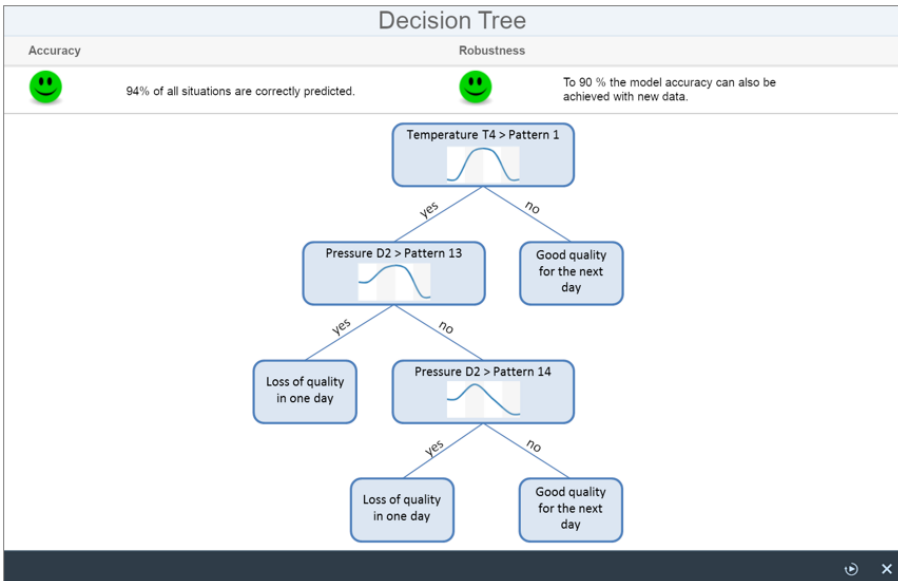 Decision Tree
Accuracy
Robustness
94% of all situations are correctly predicted.
To 90 % the model accuracy can also be
achieved with new data.
Temperature T4 > Pattern 1
yes
no
Pressure D2 > Pattern 13
Good quality
for the next
day
yes
no
Loss of quality
in one day
Pressure D2 > Pattern 14
yes
no
Loss of quality
in one day
Good quality
for the next
day